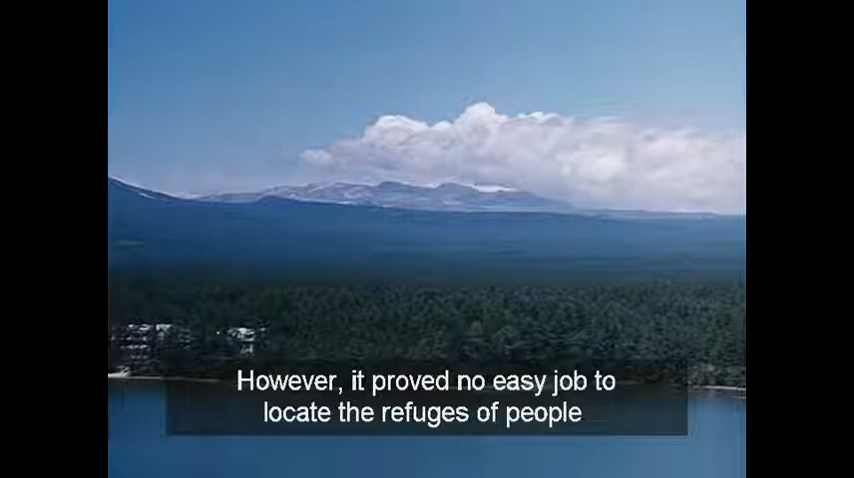 However, it proved no easy job to
locate the refuges of people